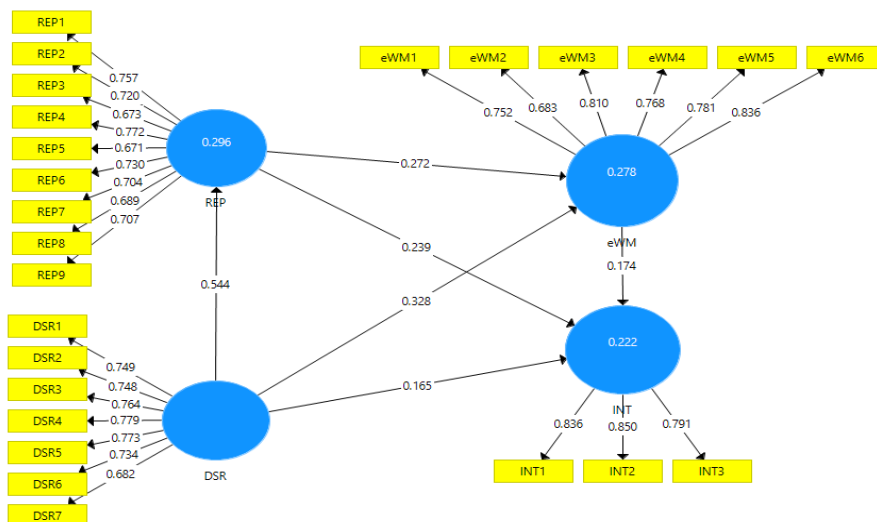 REP1
REP2
REP3
REP4
REP5
REP6
REP7
REP8
REP9
0.757
0.720
0.673
0.772
0.671
0.730
0.704
0.689
0.707
0.296
REP
eWM1
eWM2
eWM3
eWM4
eWM5
eWM6
0.752
0.683
0.810
0.768
0.781
0.836
0.278
eWM
0.272
0.239
0.328
0.544
0.174
0.165
DSR1
DSR2
DSR3
DSR4
DSR5
DSR6
DSR7
0.749
0.748
0.764
0.779
0.773
0.734
0.682
DSR
0.222
INT
0.836
0.850
0.791
INT1
INT2
INT3